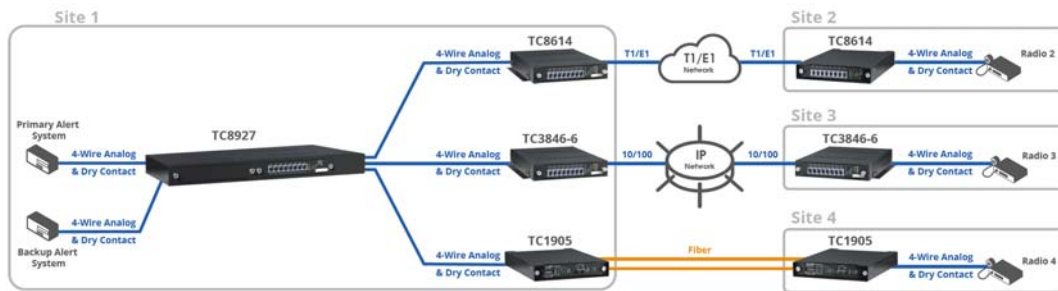 Site 1
Site 2
TC8614
4-Wire Analog
& Dry Contact
T1/E1
T1/E1
Network
T1/E1
TC8614
4-Wire Analog
& Dry Contact
Radio 2
Primary Alert
System
4-Wire Analog
& Dry Contact
TC8927
4-Wire Analog
& Dry Contact
TC3846-6
10/100
IP
Network
10/100
Site 3
TC3846-6
4-Wire Analog
& Dry Contact
Radio 3
4-Wire Analog
& Dry Contact
Backup Alert
System
4-Wire Analog
& Dry Contact
TC1905
Fiber
Site 4
TC1905
4-Wire Analog
& Dry Contact
Radio 4